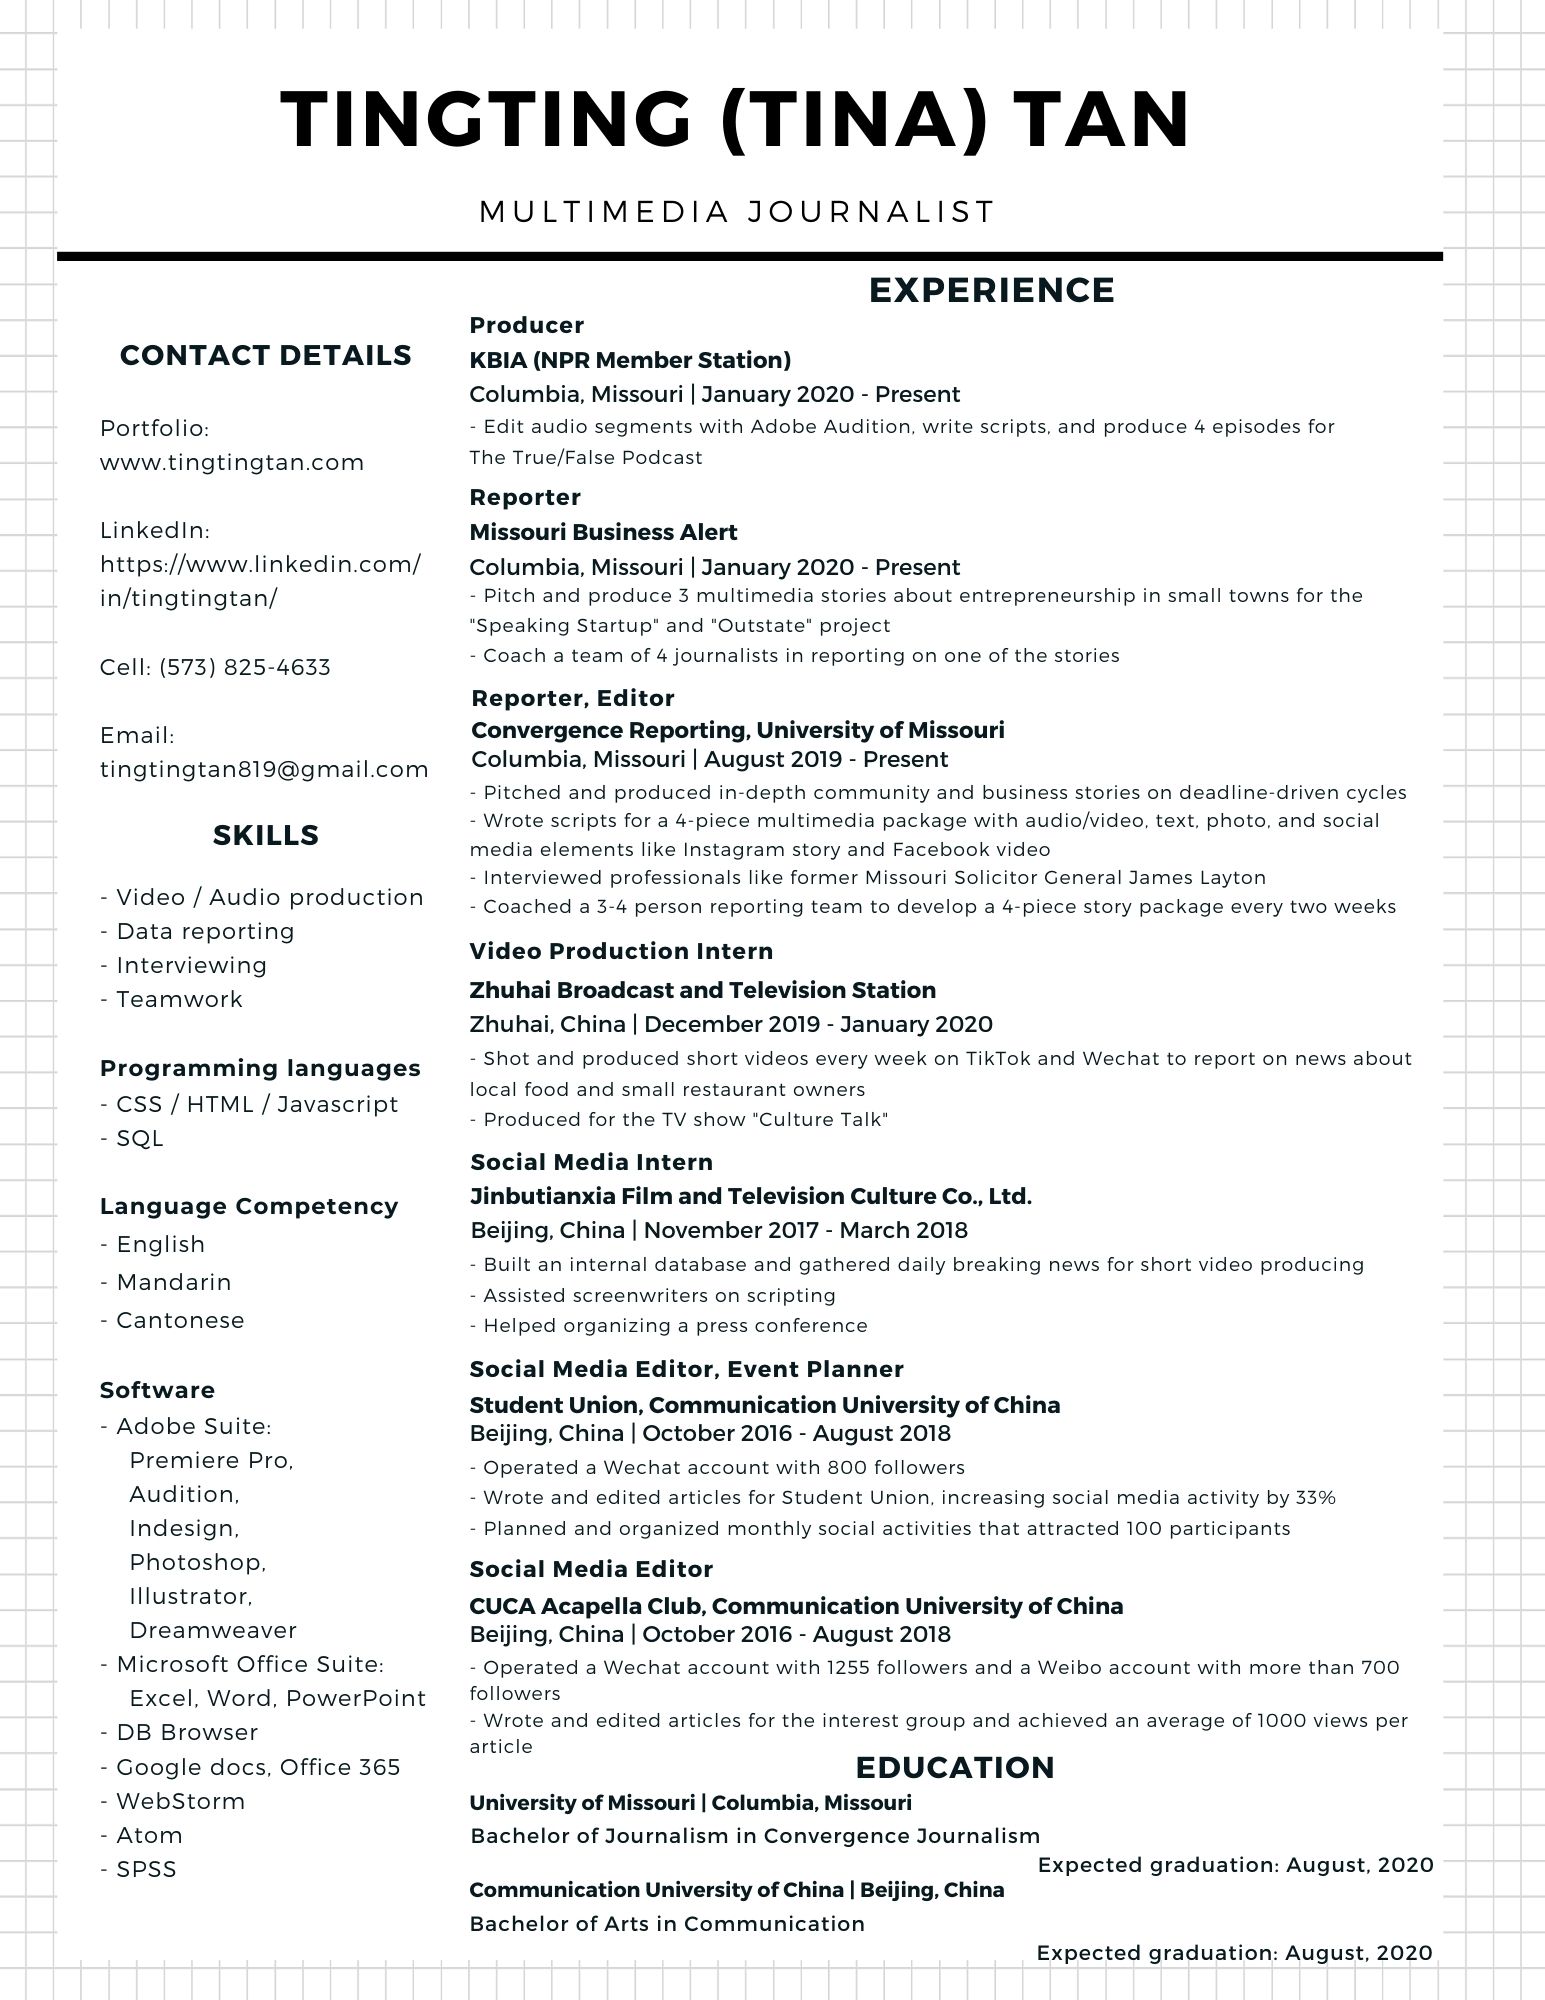 TINGTING (TINA) TAN
MULTIMEDIA JOURNALIST
CONTACT DETAILS
Portfolio:
www.tingtingtan.com
LinkedIn:
https://www.linkedin.com/
in/tingtingtan/
Cell: (573) 825-4633
Email:
tingtingtan819@gmail.com
SKILLS
- Video / Audio production
- Data reporting
- Interviewing
- Teamwork
Programming languages
- CSS / HTML / Javascript
- SQL
Language Competency
- English
- Mandarin
- Cantonese
Software
- Adobe Suite:
Premiere Pro,
Audition,
Indesign,
Photoshop,
Illustrator,
Dreamweaver
- Microsoft Office Suite:
Excel, Word, PowerPoint
- DB Browser
- Google docs, Office 365
- WebStorm
- Atom
- SPSS
EXPERIENCE
Producer
KBIA (NPR Member Station)
Columbia, Missouri | January 2020 - Present
- Edit audio segments with Adobe Audition, write scripts, and produce 4 episodes for
The True/False Podcast
Reporter
Missouri Business Alert
Columbia, Missouri | January 2020 - Present
- Pitch and produce 3 multimedia stories about entrepreneurship in small towns for the
"Speaking Startup" and "Outstate" project
- Coach a team of 4 journalists in reporting on one of the stories
Reporter, Editor
Convergence Reporting, University of Missouri
Columbia, Missouri | August 2019 - Present
- Pitched and produced in-depth community and business stories on deadline-driven cycles
- Wrote scripts for a 4-piece multimedia package with audio/video, text, photo, and social
media elements like Instagram story and Facebook video
- Interviewed professionals like former Missouri Solicitor General James Layton
- Coached a 3-4 person reporting team to develop a 4-piece story package every two weeks
Video Production Intern
Zhuhai Broadcast and Television Station
Zhuhai, China | December 2019 - January 2020
- Shot and produced short videos every week on TikTok and Wechat to report on news about
local food and small restaurant owners
- Produced for the TV show "Culture Talk"
Social Media Intern
Jinbutianxia Film and Television Culture Co., Ltd.
Beijing, China | November 2017 - March 2018
- Built an internal database and gathered daily breaking news for short video producing
- Assisted screenwriters on scripting
- Helped organizing a press conference
Social Media Editor, Event Planner
Student Union, Communication University of China
Beijing, China | October 2016 - August 2018
- Operated a Wechat account with 800 followers
- Wrote and edited articles for Student Union, increasing social media activity by 33%
- Planned and organized monthly social activities that attracted 100 participants
Social Media Editor
CUCA Acapella Club, Communication University of China
Beijing, China | October 2016 - August 2018
- Operated a Wechat account with 1255 followers and a Weibo account with more than 700
followers
- Wrote and edited articles for the interest group and achieved an average of 1000 views per
article
EDUCATION
University of Missouri | Columbia, Missouri
Bachelor of Journalism in Convergence Journalism
Expected graduation: August, 2020
Communication University of China | Beijing, China
Bachelor of Arts in Communication
Expected graduation: August, 2020